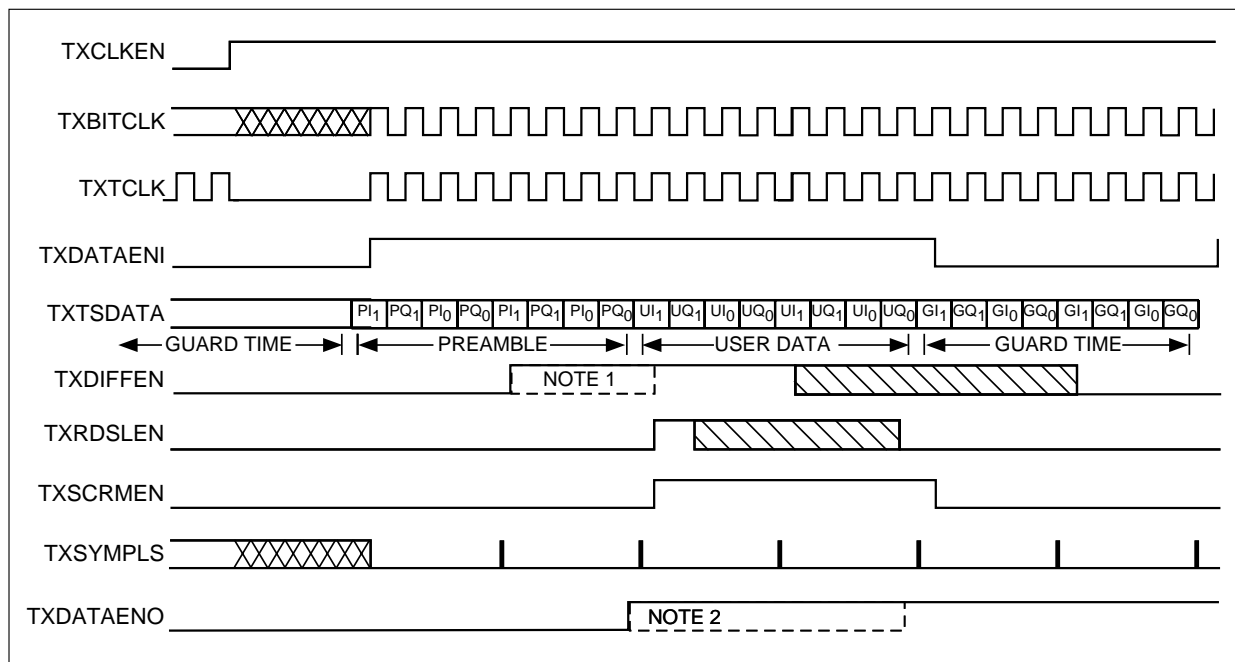 TXCLKEN
TXBITCLK
TXTCLK
TXDATAENI
TXTSDATA PI1 PQ1 PI0 PQ0 PI1 PQ1 PI0 PQ0 UI1 UQ1 UI0 UQ0 UI1 UQ1 UI0 UQ0 GI1 GQ1 GI0 GQ0 GI1 GQ1 GI0 GQ0
GUARD TIME PREAMBLE USER DATA GUARD TIME
TXDIFFEN NOTE 1
TXRDSLEN
TXSCRMEN
TXSYMPLS
TXDATAENO NOTE 2